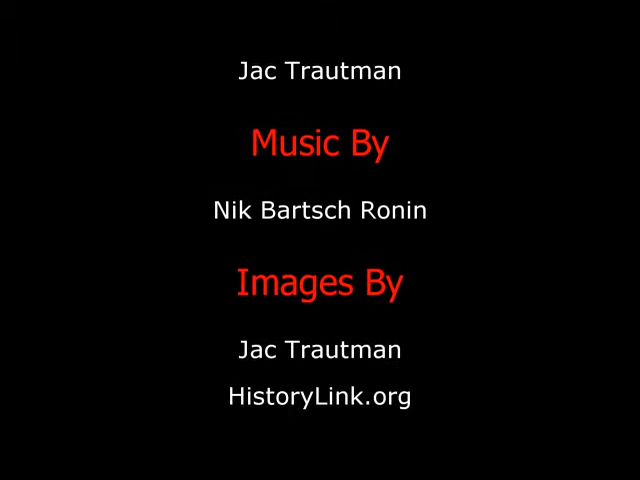 Jac Trautman
Music By
Nik Bartsch Ronin
Images By
Jac Trautman
HistoryLink.org